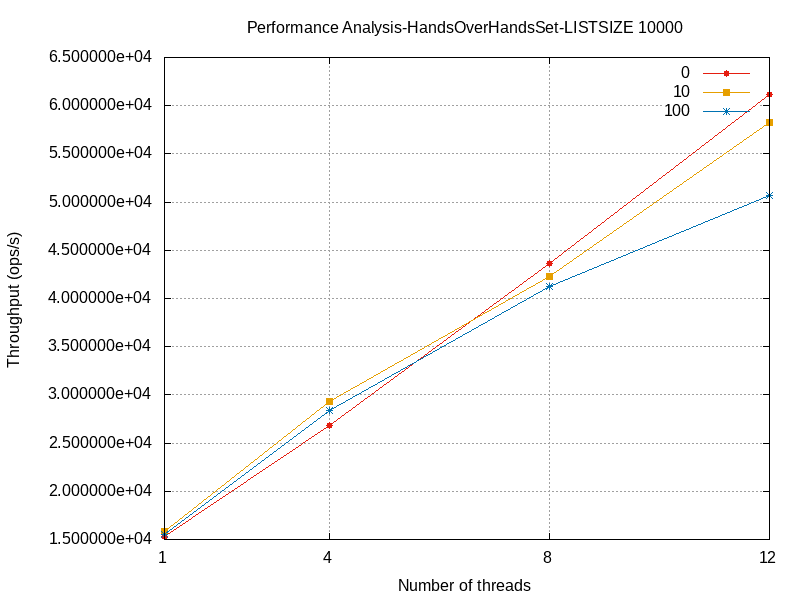 Performance Analysis-HandsOverHandsSet-LISTSIZE 10000
6.500000e+04
6.000000e+04
5.500000e+04
5.000000e+04
4.500000e+04
4.000000e+04
3.500000e+04
3.000000e+04
2.500000e+04
2.000000e+04
1.500000e+04
Throughput (ops/s)
0
10
100
1 4 8 12
Number of threads